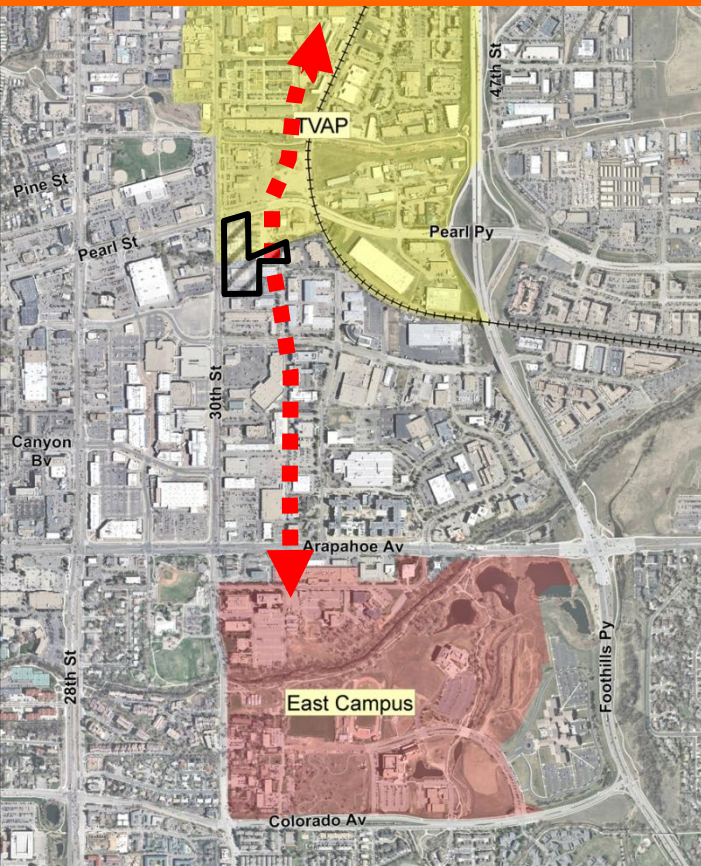 47th St
TVAP
Pine St
Pearl St
Pearl Py
30th St
Canyon
Bv
Arapahoe Av
28th St
Foothills Py
East Campus
Colorado Av